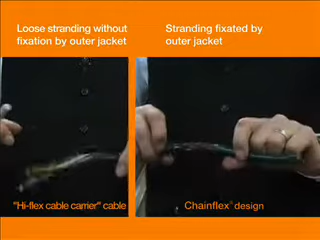 Loose stranding without
fixation by outer jacket
Stranding fixated by
outer jacket
"Hi-flex cable carrier" cable
Chainflex® design